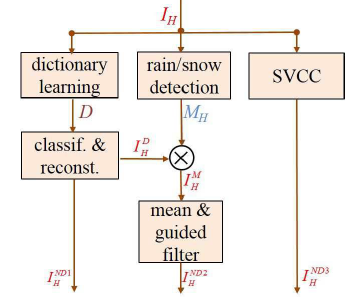 I_H
dictionary
learning
rain/snow
detection
SVCC
D
M_H
classif. &
reconst.
I_H^D
I_H^M
mean &
guided
filter
I_H^{ND1}
I_H^{ND2}
I_H^{ND3}